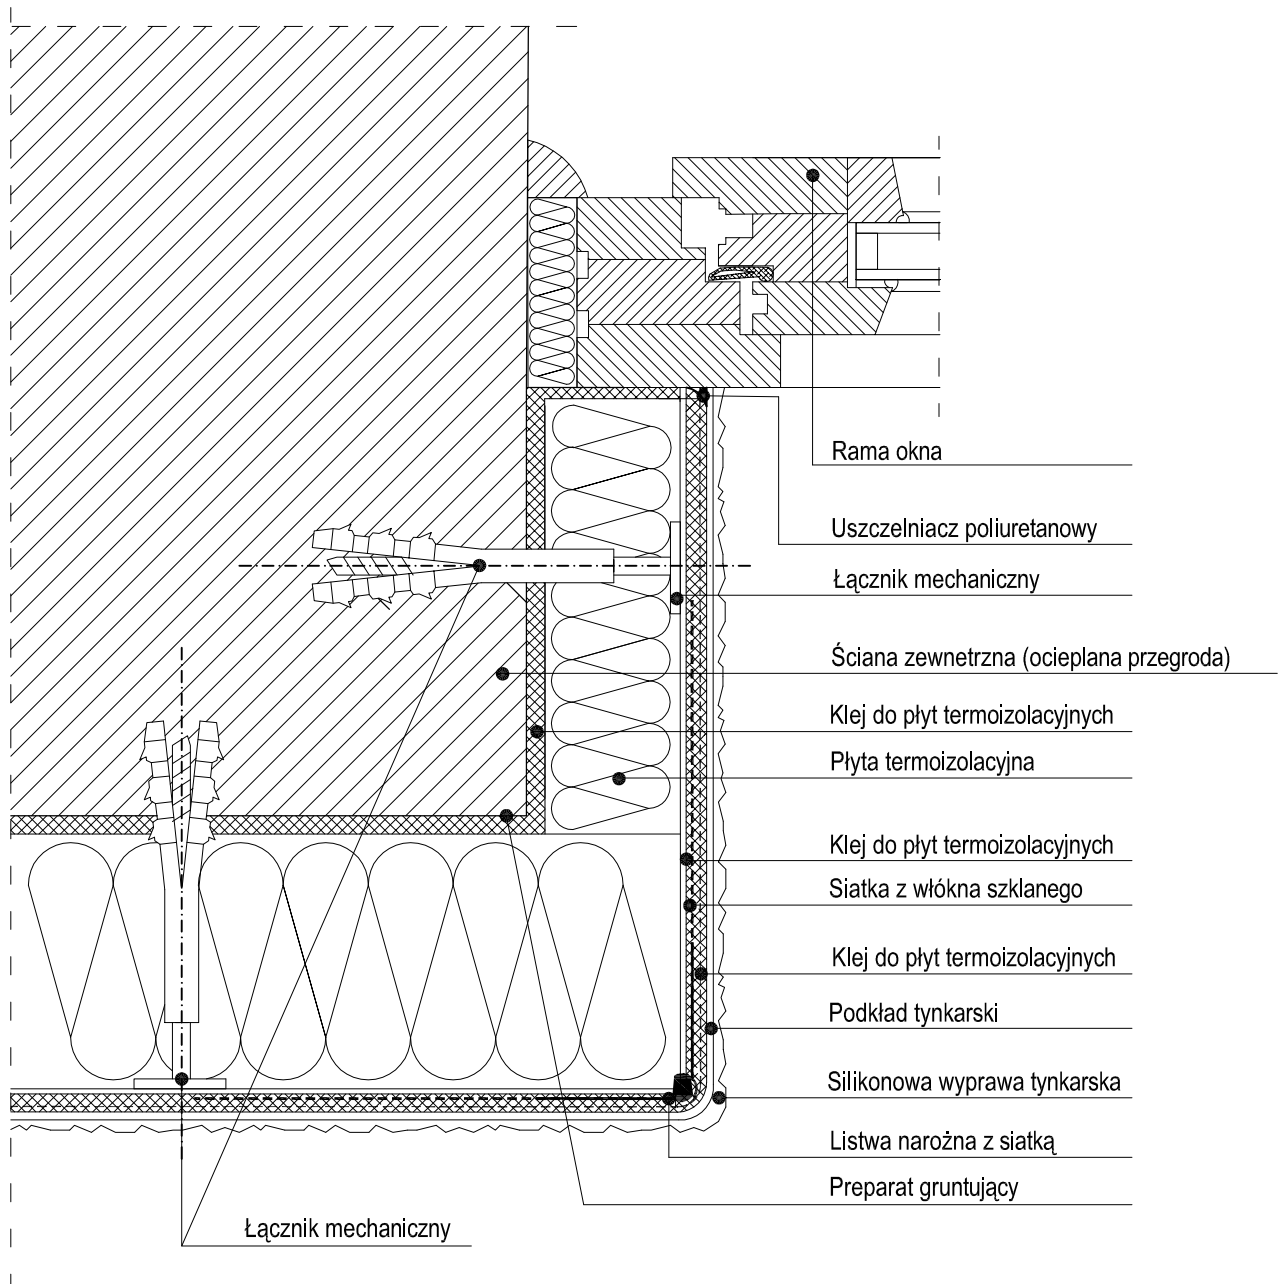 Rama okna
Uszczelniacz poliuretanowy
Łącznik mechaniczny
Ściana zewnetrzna (ocieplana przegroda)
Klej do płyt termoizolacyjnych
Płyta termoizolacyjna
Klej do płyt termoizolacyjnych
Siatka z włókna szklanego
Klej do płyt termoizolacyjnych
Podkład tynkarski
Silikonowa wyprawa tynkarska
Listwa narożna z siatką
Preparat gruntujący
Łącznik mechaniczny